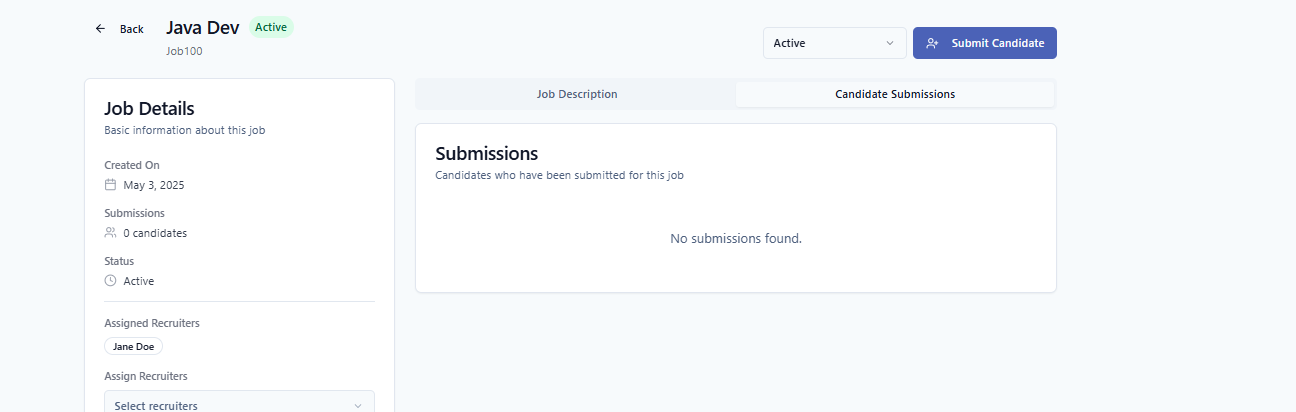 Back
Java Dev
Active
Job100
Active
Submit Candidate
Job Details
Basic information about this job
Created On
May 3, 2025
Submissions
0 candidates
Status
Active
Assigned Recruiters
Jane Doe
Assign Recruiters
Select recruiters
Job Description
Candidate Submissions
Submissions
Candidates who have been submitted for this job
No submissions found.